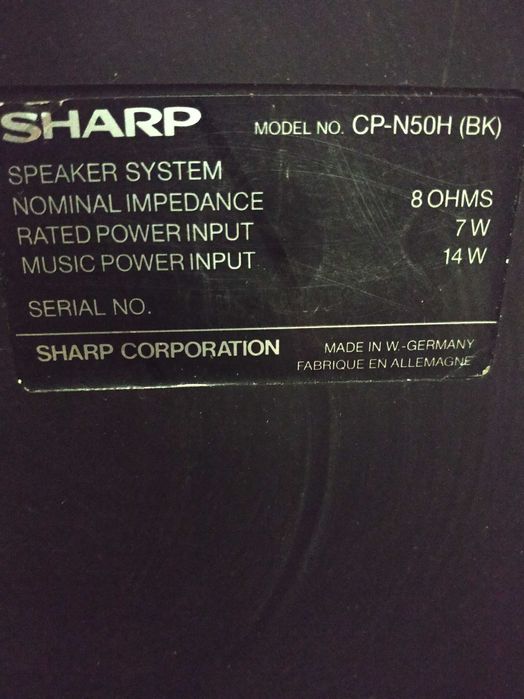 SHARP MODEL NO. CP-N50H (BK)
SPEAKER SYSTEM
NOMINAL IMPEDANCE 8 OHMS
RATED POWER INPUT 7 W
MUSIC POWER INPUT 14 W
SERIAL NO.
SHARP CORPORATION MADE IN W.-GERMANY
FABRIQUE EN ALLEMAGNE